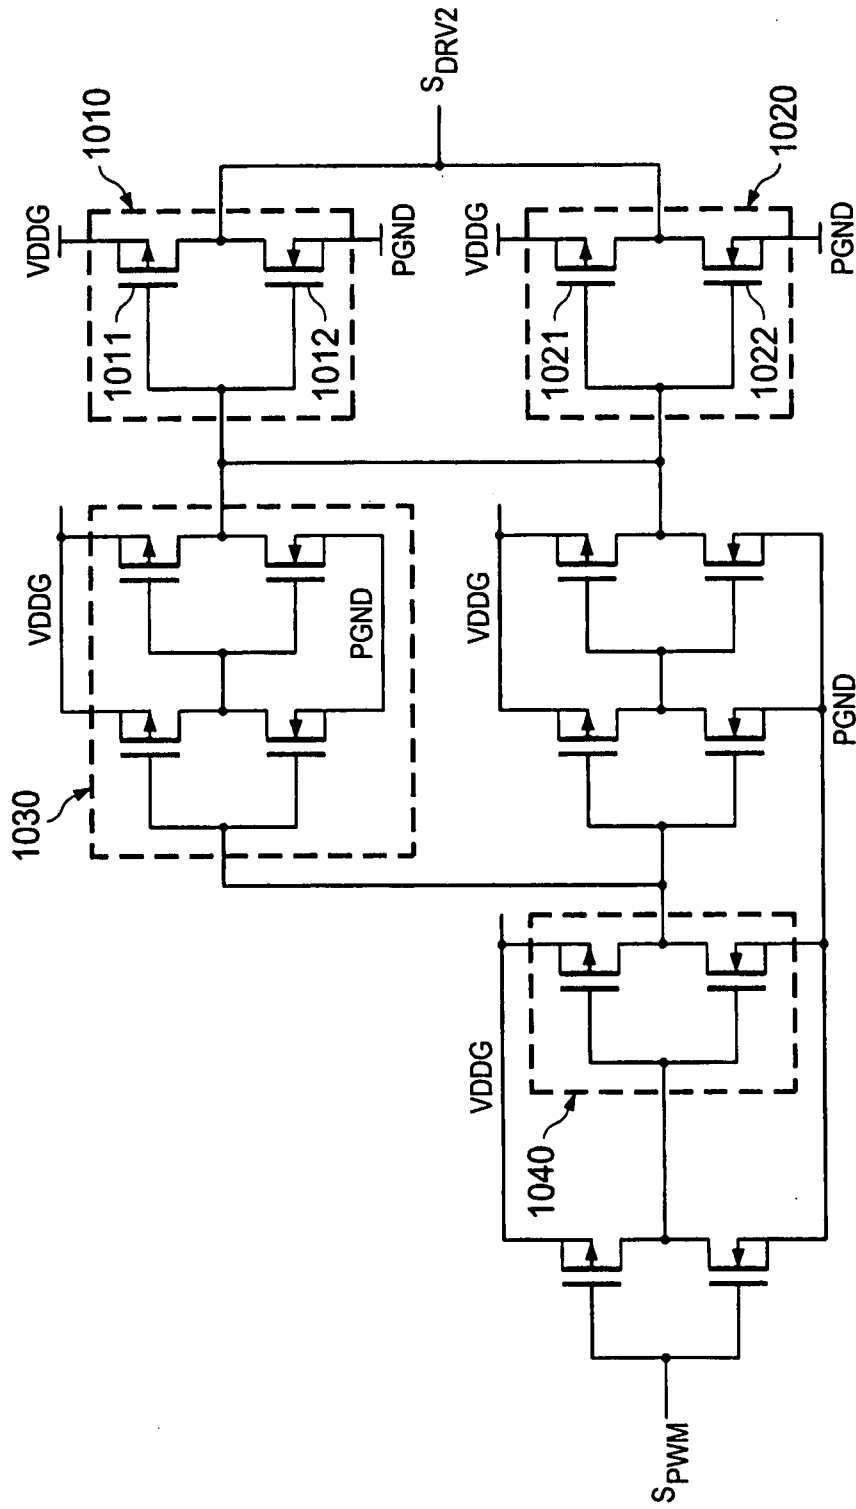 1010
VDDG
1011
1012
PGND
S_DRV2
1020
VDDG
1021
1022
PGND
1030
VDDG
PGND
VDDG
PGND
VDDG
1040
S_PWM